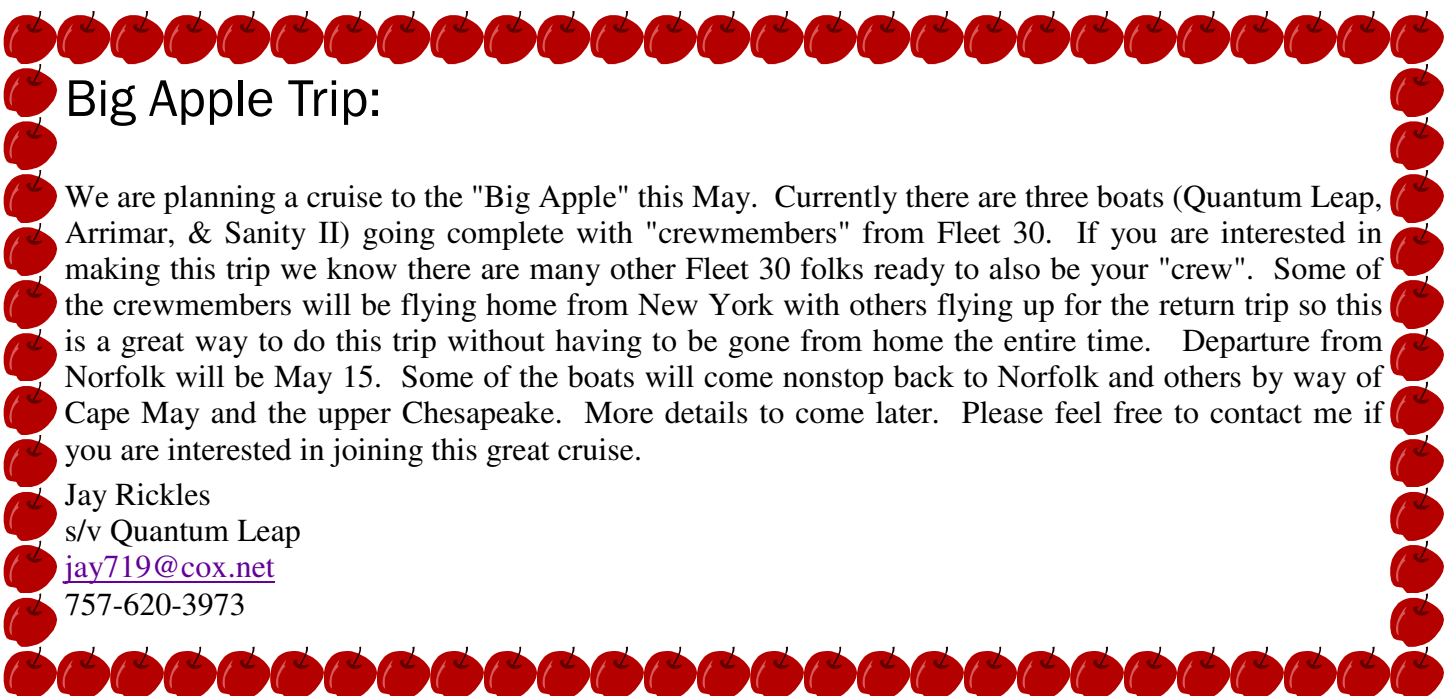 Big Apple Trip:
We are planning a cruise to the "Big Apple" this May. Currently there are three boats (Quantum Leap,
Arrimar, & Sanity II) going complete with "crewmembers" from Fleet 30. If you are interested in
making this trip we know there are many other Fleet 30 folks ready to also be your "crew". Some of
the crewmembers will be flying home from New York with others flying up for the return trip so this
is a great way to do this trip without having to be gone from home the entire time. Departure from
Norfolk will be May 15. Some of the boats will come nonstop back to Norfolk and others by way of
Cape May and the upper Chesapeake. More details to come later. Please feel free to contact me if
you are interested in joining this great cruise.
Jay Rickles
s/v Quantum Leap
jay719@cox.net
757-620-3973